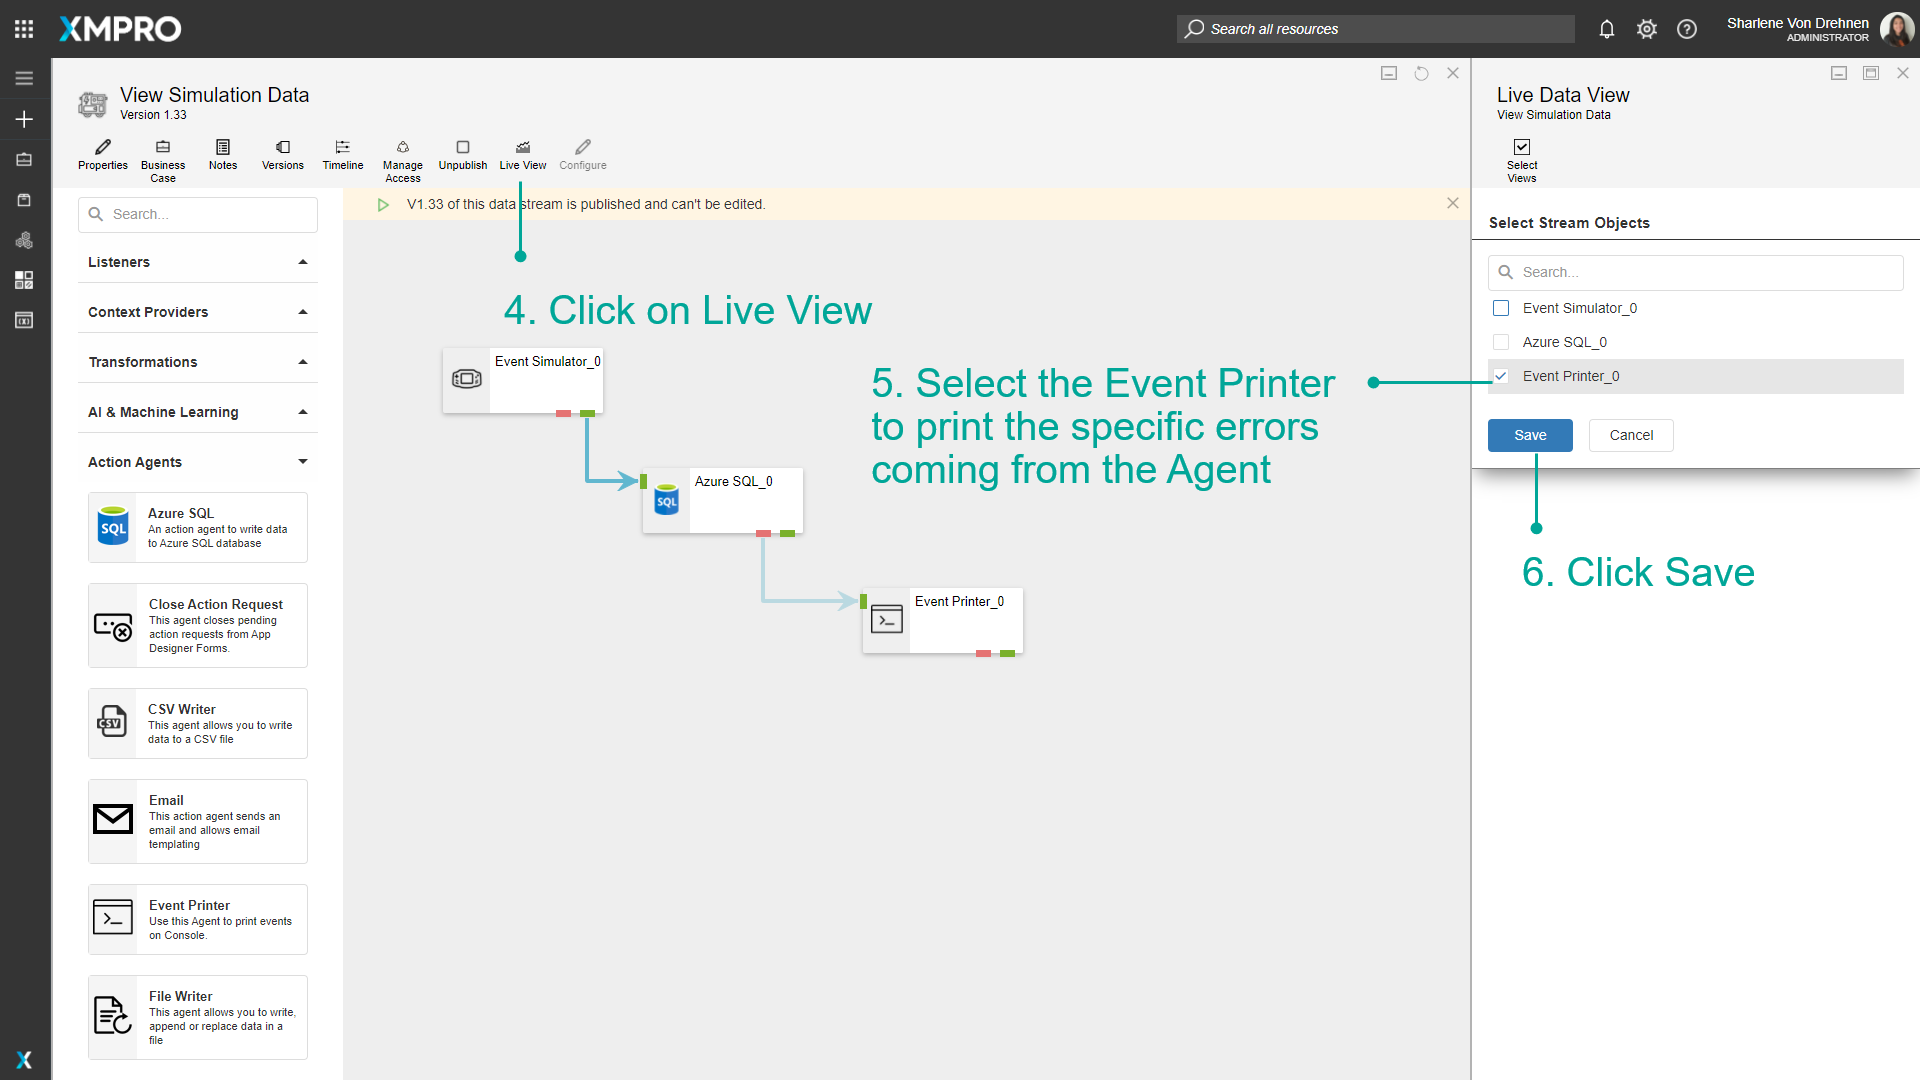 XMPRO
Search all resources
Sharlene Von Drehnen
ADMINISTRATOR
View Simulation Data
Version 1.33
Properties
Business
Case
Notes
Versions
Timeline
Manage
Access
Unpublish
Live View
Configure
Live Data View
View Simulation Data
Select
Views
Search...
V1.33 of this data stream is published and can't be edited.
Listeners
Context Providers
Transformations
AI & Machine Learning
Action Agents
Azure SQL
An action agent to write data
to Azure SQL database
Close Action Request
This agent closes pending
action requests from App
Designer Forms.
CSV Writer
This agent allows you to write
data to a CSV file
Email
This action agent sends an
email and allows email
templating
Event Printer
Use this Agent to print events
on Console.
File Writer
This agent allows you to write,
append or replace data in a
file
SQL
CSV
4. Click on Live View
Event Simulator_0
SQL
Azure SQL_0
Event Printer_0
5. Select the Event Printer
to print the specific errors
coming from the Agent
Select Stream Objects
Search...
Event Simulator_0
Azure SQL_0
Event Printer_0
Save
Cancel
6. Click Save